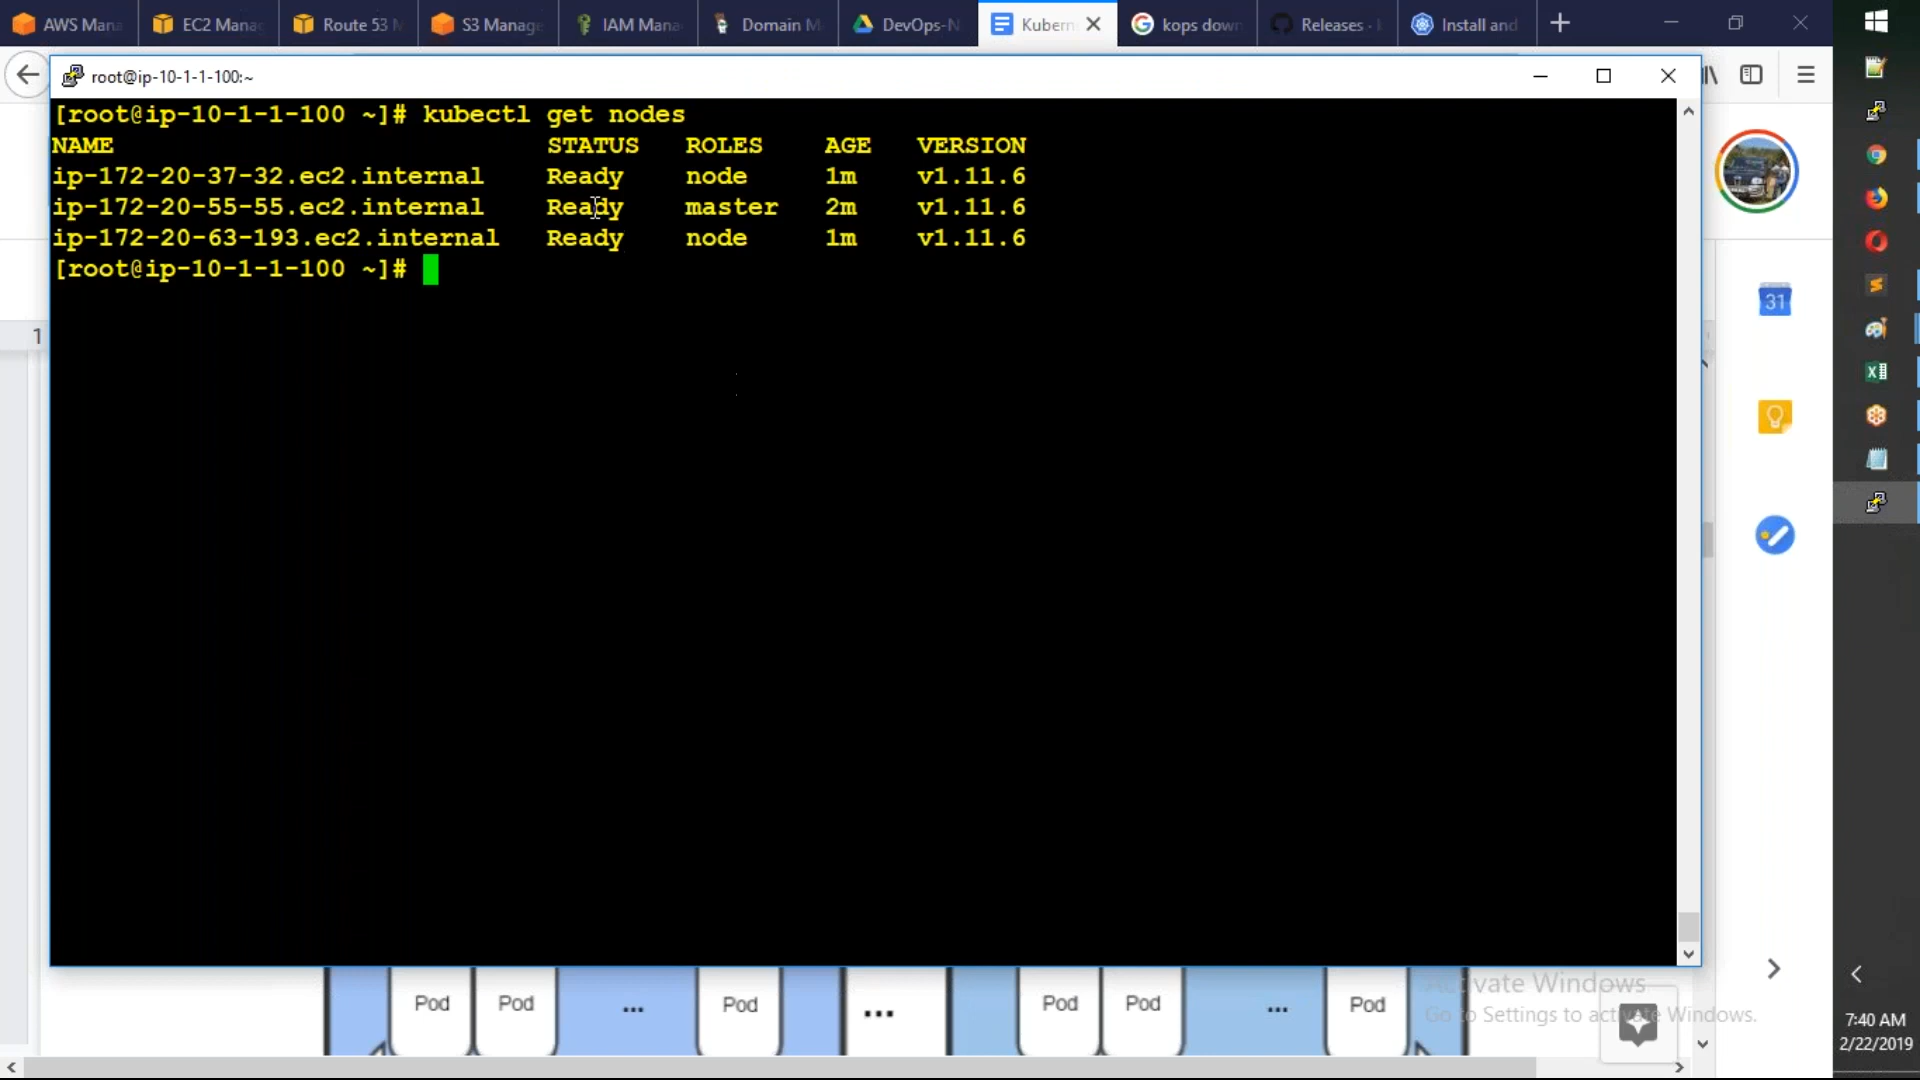 AWS Mana
EC2 Mana
Route 53 M
S3 Manage
IAM Mana
Domain M
DevOps-N
Kubern
kops down
Releases
Install and
root@ip-10-1-1-100:~
[root@ip-10-1-1-100 ~]# kubectl get nodes
NAME STATUS ROLES AGE VERSION
ip-172-20-37-32.ec2.internal Ready node 1m v1.11.6
ip-172-20-55-55.ec2.internal Ready master 2m v1.11.6
ip-172-20-63-193.ec2.internal Ready node 1m v1.11.6
[root@ip-10-1-1-100 ~]#
1
31
Pod Pod ... Pod ... Pod Pod ... Pod
Activate Windows
Go to Settings to activate Windows.
7:40 AM
2/22/2019